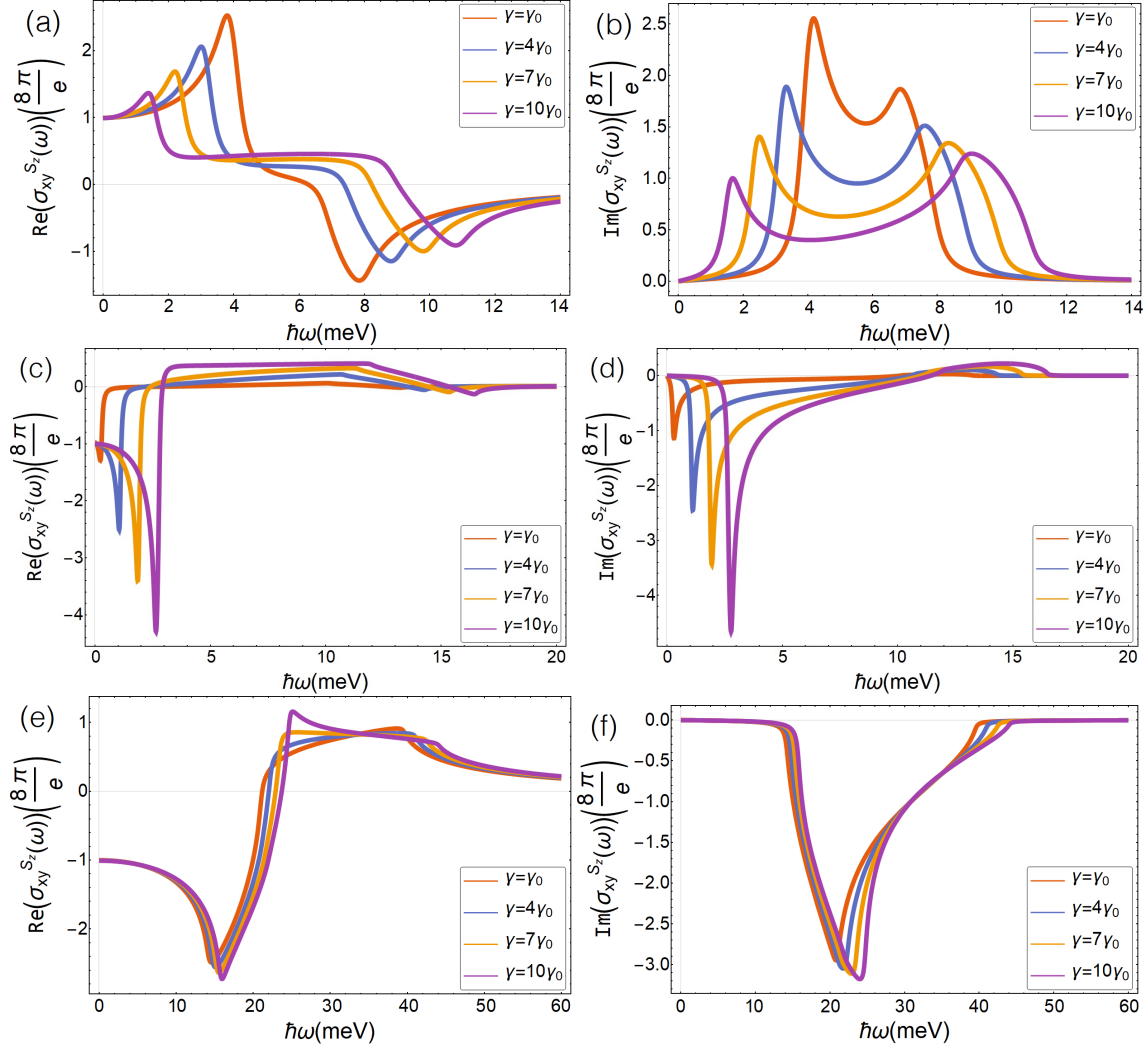 (a)
Re(σxy^Sz(ω))(8π/e)
2
1
0
−1
0 2 4 6 8 10 12 14
ħω(meV)
γ=γ₀
γ=4γ₀
γ=7γ₀
γ=10γ₀
(b)
Im(σxy^Sz(ω))(8π/e)
2.5
2.0
1.5
1.0
0.5
0.0
0 2 4 6 8 10 12 14
ħω(meV)
γ=γ₀
γ=4γ₀
γ=7γ₀
γ=10γ₀
(c)
Re(σxy^Sz(ω))(8π/e)
0
−1
−2
−3
−4
0 5 10 15 20
ħω(meV)
γ=γ₀
γ=4γ₀
γ=7γ₀
γ=10γ₀
(d)
Im(σxy^Sz(ω))(8π/e)
0
−1
−2
−3
−4
0 5 10 15 20
ħω(meV)
γ=γ₀
γ=4γ₀
γ=7γ₀
γ=10γ₀
(e)
Re(σxy^Sz(ω))(8π/e)
1
0
−1
−2
0 10 20 30 40 50 60
ħω(meV)
γ=γ₀
γ=4γ₀
γ=7γ₀
γ=10γ₀
(f)
Im(σxy^Sz(ω))(8π/e)
0.0
−0.5
−1.0
−1.5
−2.0
−2.5
−3.0
0 10 20 30 40 50 60
ħω(meV)
γ=γ₀
γ=4γ₀
γ=7γ₀
γ=10γ₀